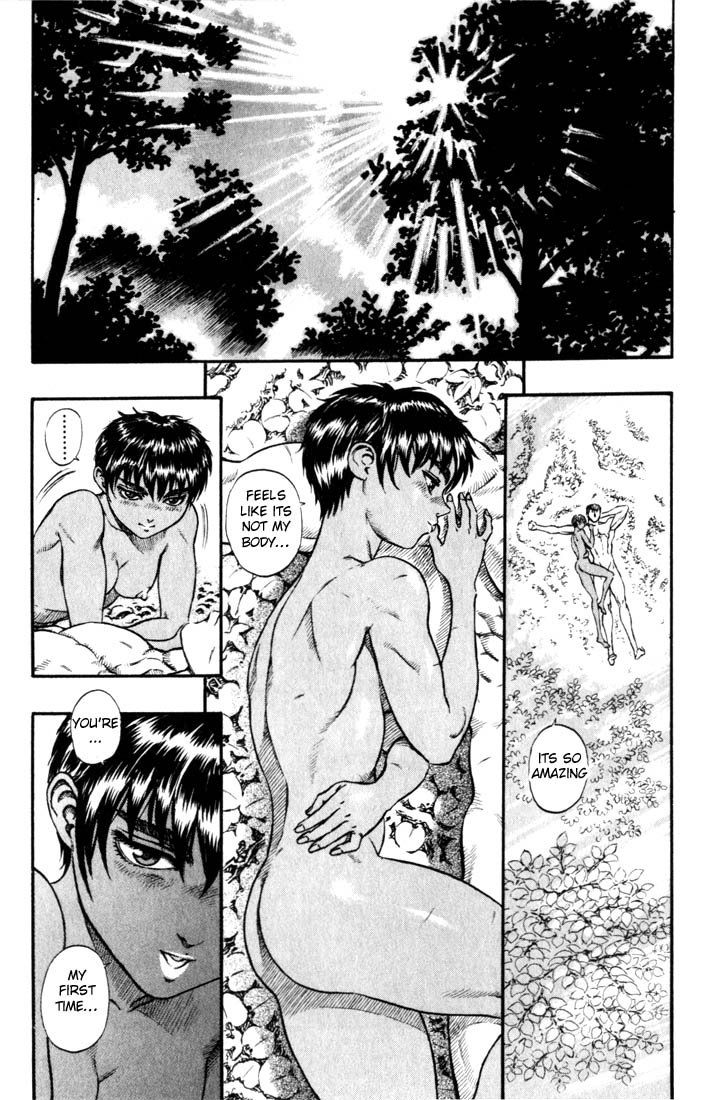 ITS SO
AMAZING
FEELS
LIKE ITS
NOT MY
BODY...
........
YOU'RE
...
MY
FIRST
TIME...